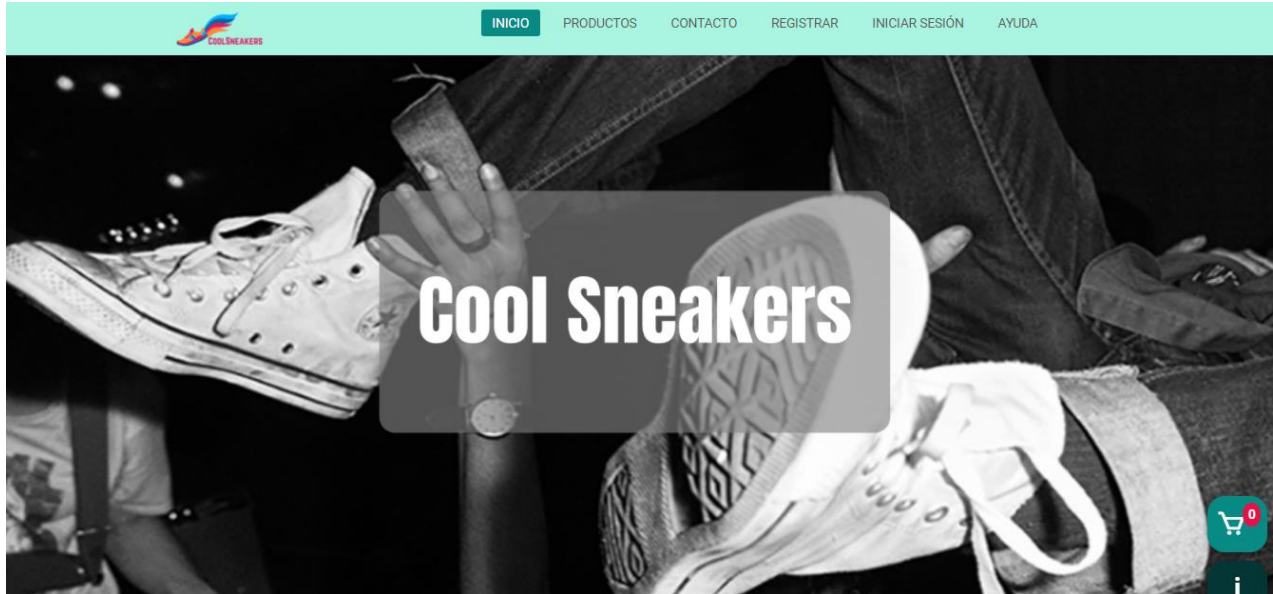 COOLSNEAKERS
INICIO PRODUCTOS CONTACTO REGISTRAR INICIAR SESIÓN AYUDA
Cool Sneakers
0
i